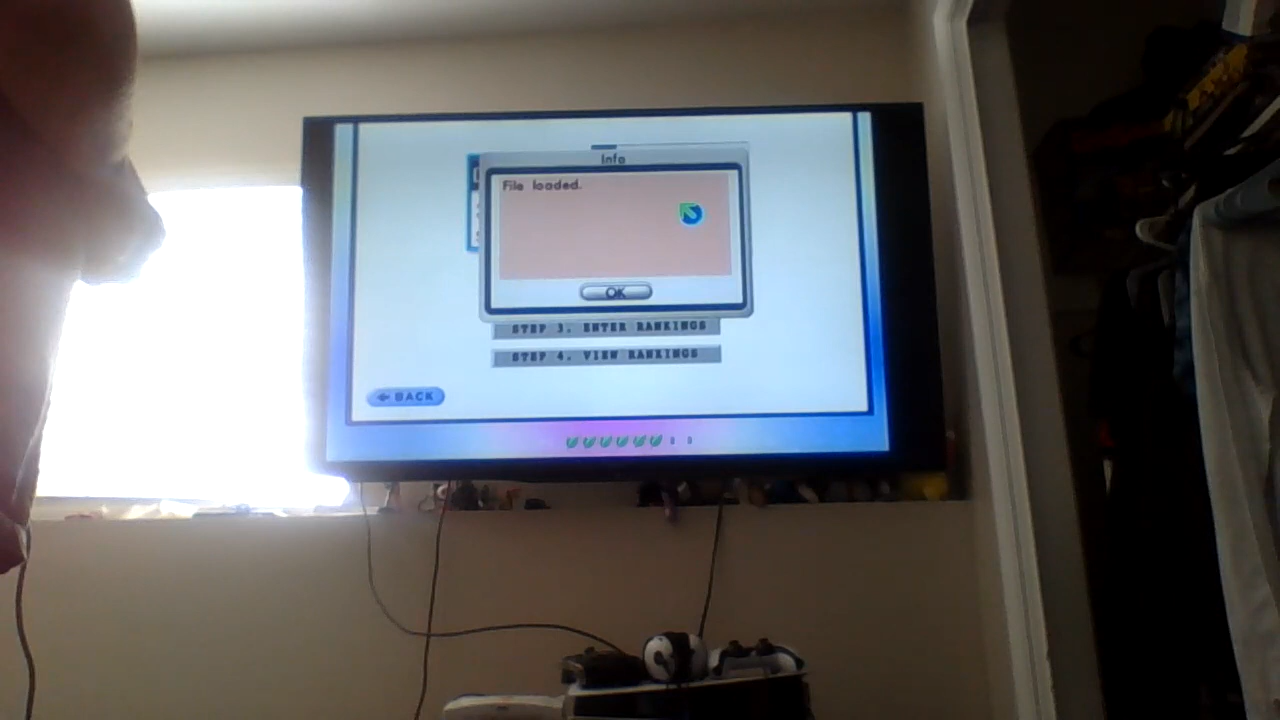 Info
File loaded.
OK
STEP 3. ENTER RANKINGS
STEP 4. VIEW RANKINGS
BACK